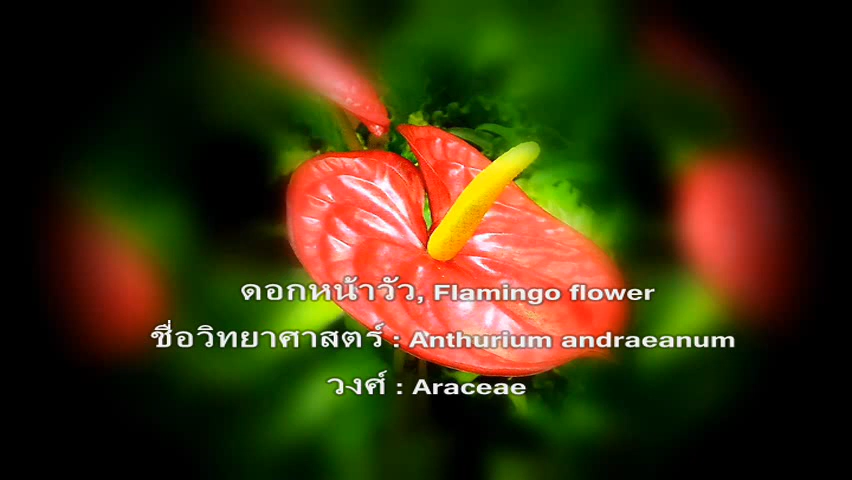 ดอกหน้าวัว, Flamingo flower
ชื่อวิทยาศาสตร์ : Anthurium andraeanum
วงศ์ : Araceae